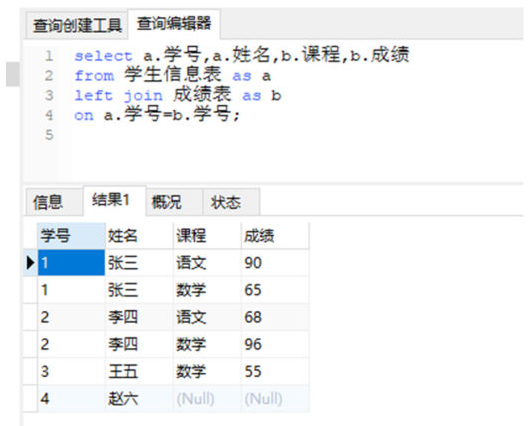 查询创建工具 查询编辑器
1 select a.学号,a.姓名,b.课程,b.成绩
2 from 学生信息表 as a
3 left join 成绩表 as b
4 on a.学号=b.学号;
5
信息 结果1 概况 状态
学号 姓名 课程 成绩
1 张三 语文 90
1 张三 数学 65
2 李四 语文 68
2 李四 数学 96
3 王五 数学 55
4 赵六 (Null) (Null)